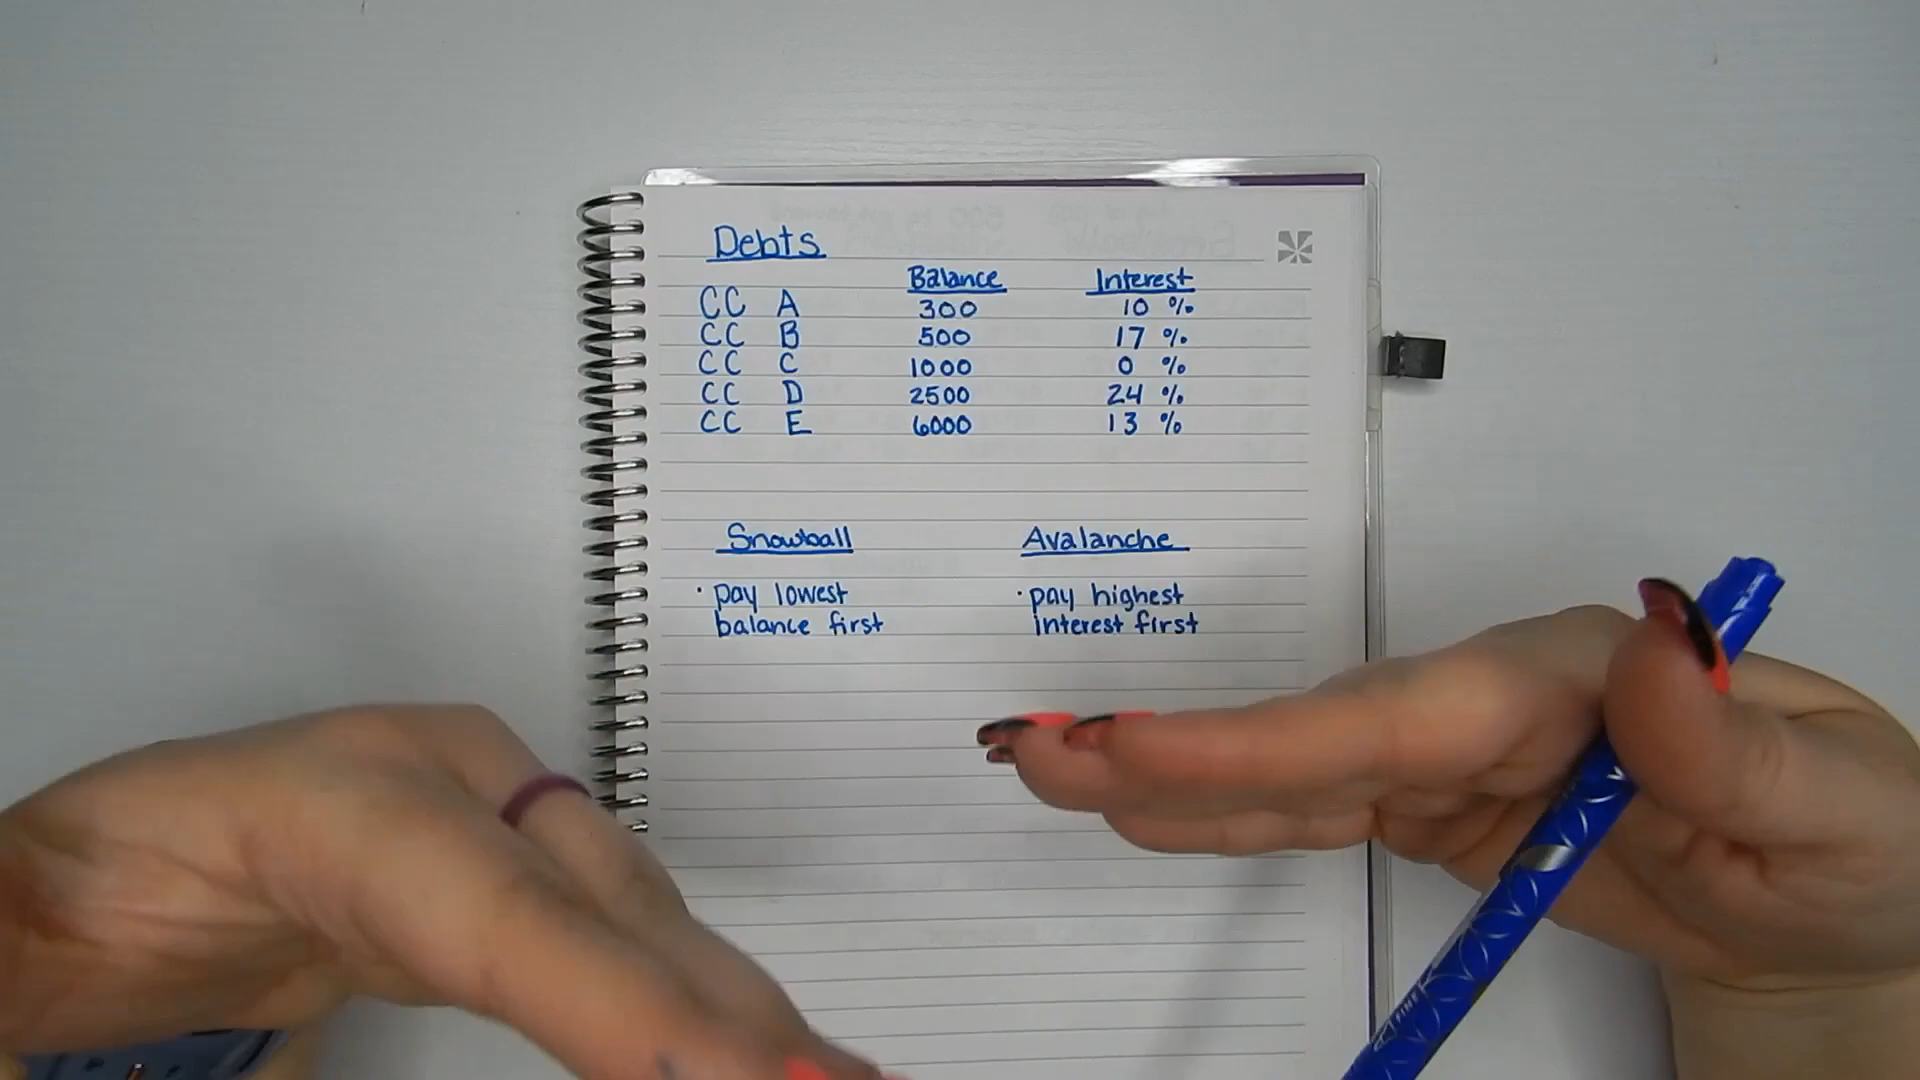 Debts
Balance Interest
CC A 300 10 %
CC B 500 17 %
CC C 1000 0 %
CC D 2500 24 %
CC E 6000 13 %
Snowball Avalanche
· pay lowest · pay highest
balance first interest first